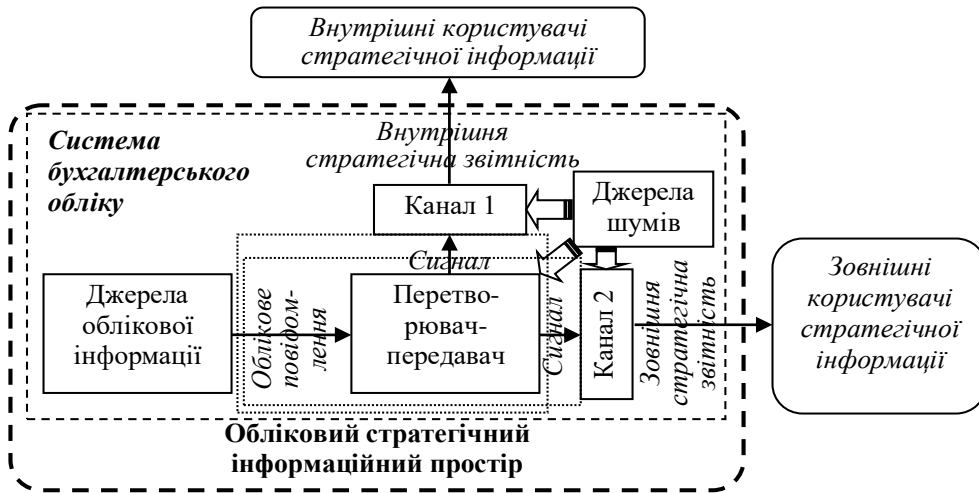 Внутрішні користувачі
стратегічної інформації
Система
бухгалтерського
обліку
Внутрішня
стратегічна звітність
Канал 1
Джерела
шумів
Сигнал
Джерела
облікової
інформації
Облікове
повідом-
лення
Перетво-
рювач-
передавач
Сигнал
Канал 2
Зовнішня
стратегічна
звітність
Зовнішні
користувачі
стратегічної
інформації
Обліковий стратегічний
інформаційний простір